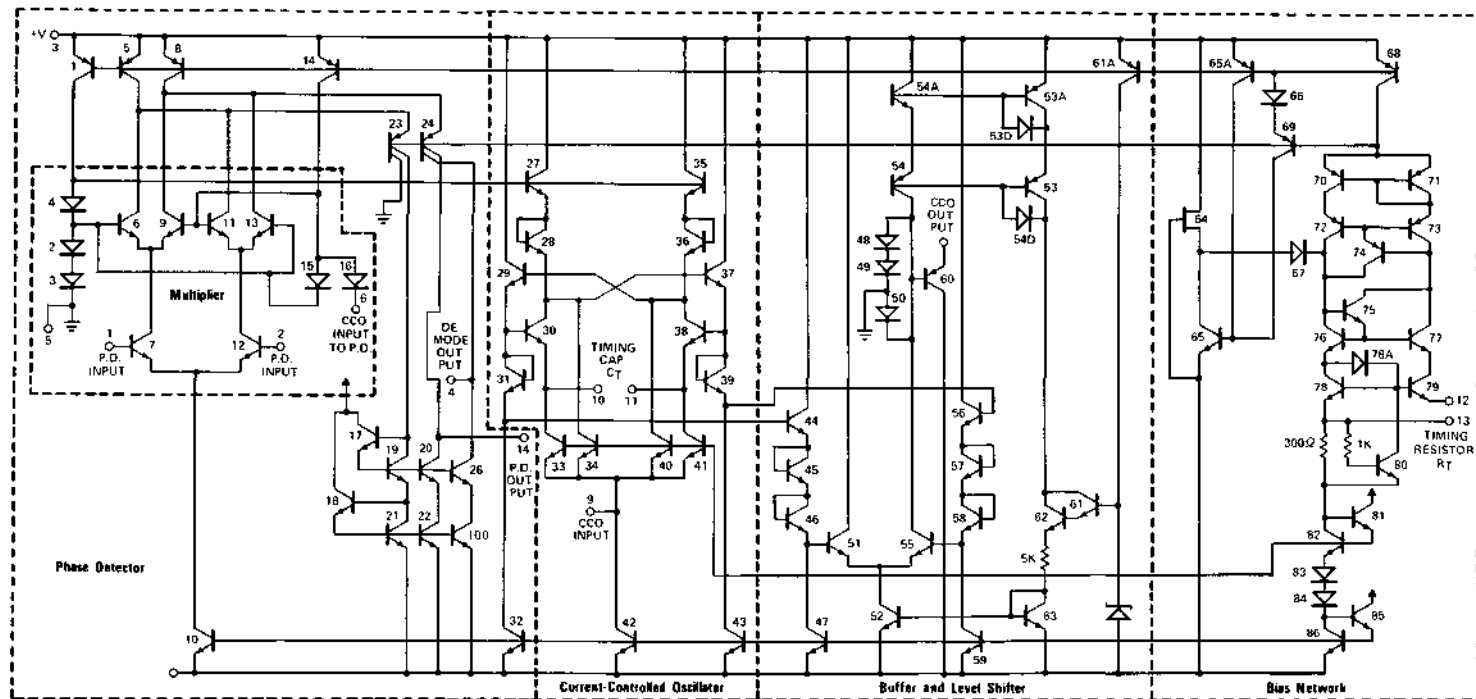 +V
3
1
5
8
14
61A
65A
68
54A
53A
53D
66
69
23
24
27
35
54
53
54D
4
6
9
11
13
2
3
15
16
6
Multiplier
CCO
INPUT
TO P.D.
5
1
P.D.
INPUT
7
12
2
P.D.
INPUT
28
36
29
37
30
38
31
39
TIMING
CAP
CT
10
11
DE
MODE
OUT
PUT
4
48
49
50
CCO
OUT
PUT
60
64
65
67
70
71
72
73
74
75
76
77
76A
78
79
12
13
TIMING
RESISTOR
RT
300Ω
1K
80
17
19
20
26
18
21
22
100
14
P.D.
OUT
PUT
33
34
40
41
9
CCO
INPUT
44
45
46
56
57
58
51
55
62
61
5K
81
82
83
84
85
86
Phase Detector
10
32
42
43
47
52
59
63
Current-Controlled Oscillator
Buffer and Level Shifter
Bias Network